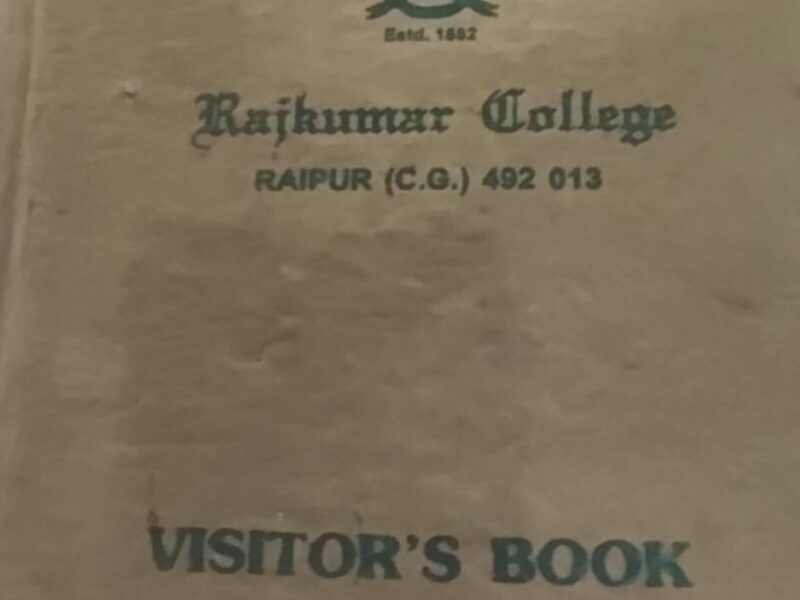 Estd. 1882
Rajkumar College
RAIPUR (C.G.) 492 013
VISITOR'S BOOK